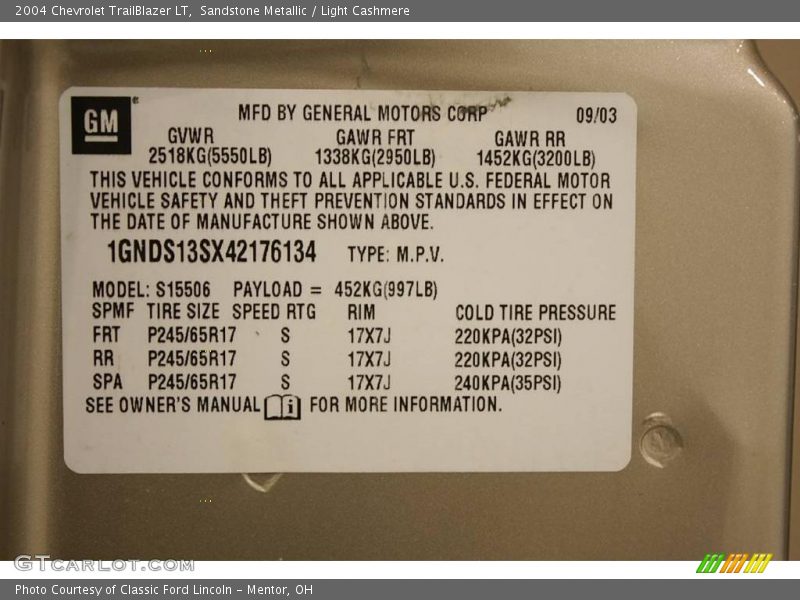 2004 Chevrolet TrailBlazer LT, Sandstone Metallic / Light Cashmere
GM
MFD BY GENERAL MOTORS CORP 09/03
GVWR GAWR FRT GAWR RR
2518KG(5550LB) 1338KG(2950LB) 1452KG(3200LB)
THIS VEHICLE CONFORMS TO ALL APPLICABLE U.S. FEDERAL MOTOR
VEHICLE SAFETY AND THEFT PREVENTION STANDARDS IN EFFECT ON
THE DATE OF MANUFACTURE SHOWN ABOVE.
1GNDS13SX42176134 TYPE: M.P.V.
MODEL: S15506 PAYLOAD = 452KG(997LB)
SPMF TIRE SIZE SPEED RTG RIM COLD TIRE PRESSURE
FRT P245/65R17 S 17X7J 220KPA(32PSI)
RR P245/65R17 S 17X7J 220KPA(32PSI)
SPA P245/65R17 S 17X7J 240KPA(35PSI)
SEE OWNER'S MANUAL i FOR MORE INFORMATION.
GTCARLOT.COM
Photo Courtesy of Classic Ford Lincoln - Mentor, OH